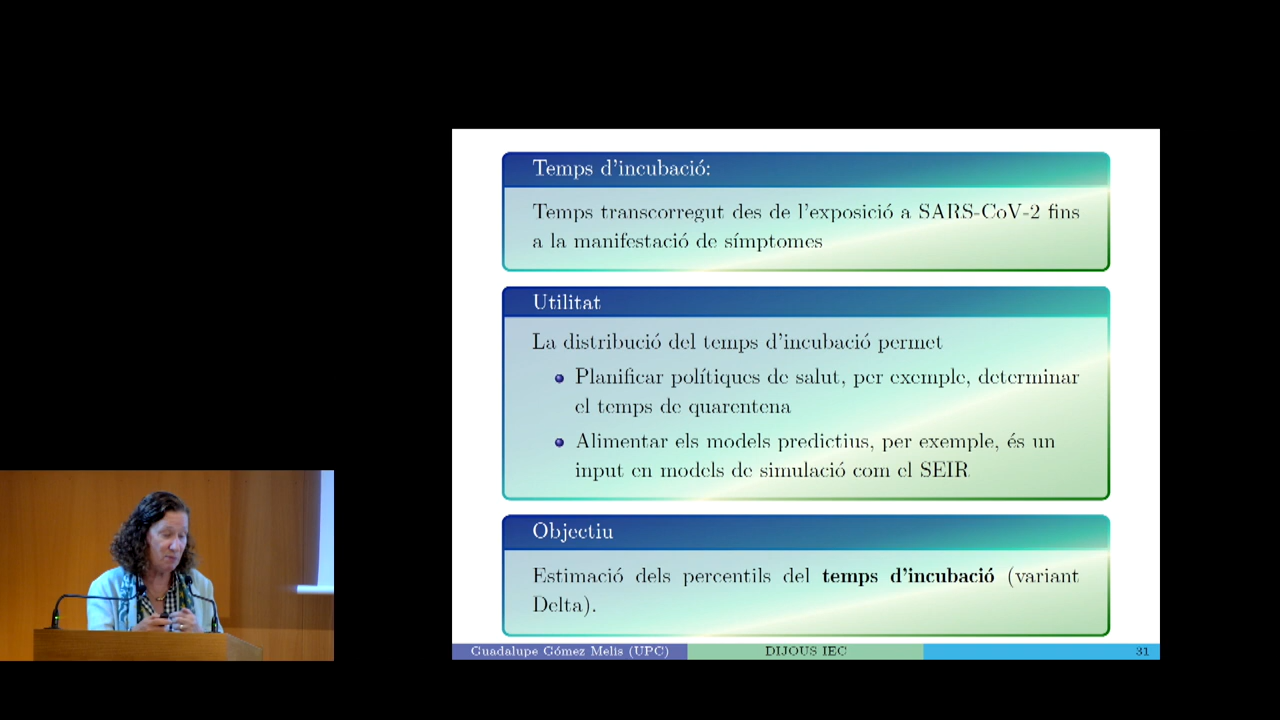 Temps d'incubació:
Temps transcorregut des de l'exposició a SARS-CoV-2 fins
a la manifestació de símptomes
Utilitat
La distribució del temps d'incubació permet
Planificar polítiques de salut, per exemple, determinar
el temps de quarentena
Alimentar els models predictius, per exemple, és un
input en models de simulació com el SEIR
Objectiu
Estimació dels percentils del temps d'incubació (variant
Delta).
Guadalupe Gómez Melis (UPC) DIJOUS IEC 31